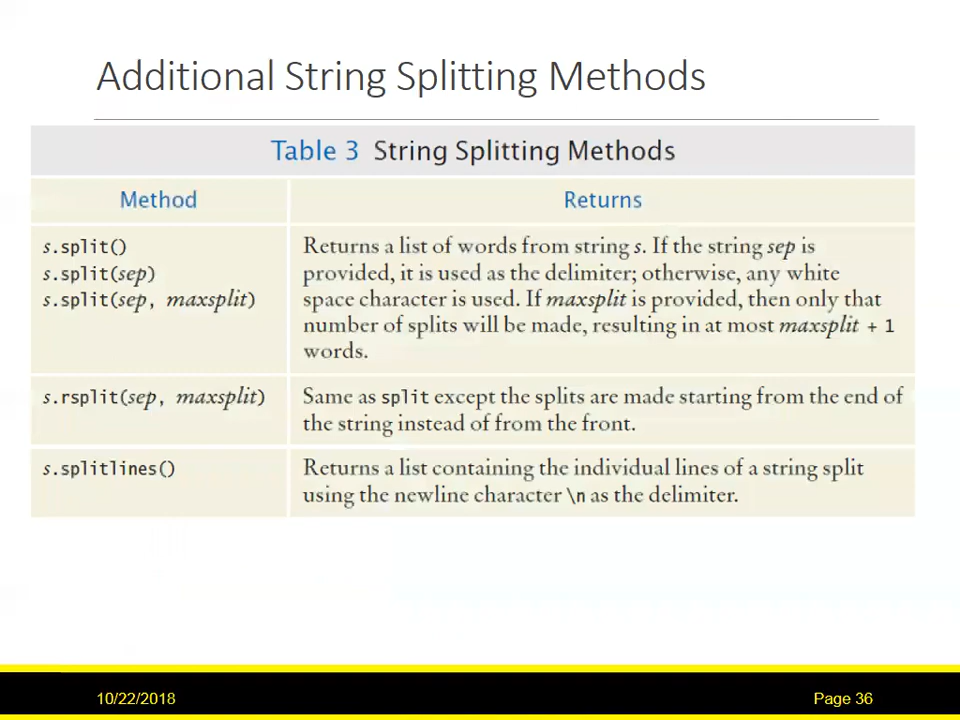 Additional String Splitting Methods
Table 3 String Splitting Methods
Method
Returns
s.split()
s.split(sep)
s.split(sep, maxsplit)
Returns a list of words from string s. If the string sep is
provided, it is used as the delimiter; otherwise, any white
space character is used. If maxsplit is provided, then only that
number of splits will be made, resulting in at most maxsplit + 1
words.
s.rsplit(sep, maxsplit)
Same as split except the splits are made starting from the end of
the string instead of from the front.
s.splitlines()
Returns a list containing the individual lines of a string split
using the newline character \n as the delimiter.
10/22/2018
Page 36